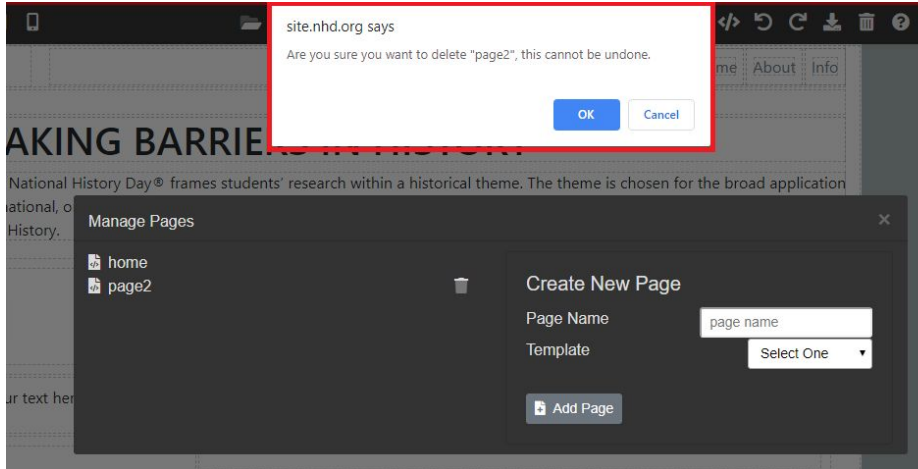 site.nhd.org says
Are you sure you want to delete "page2", this cannot be undone.
OK Cancel
me About Info
AKING BARRIERS IN HISTORY
National History Day® frames students' research within a historical theme. The theme is chosen for the broad application
ational, o
History.
Manage Pages
home
page2
Create New Page
Page Name page name
Template Select One
Add Page
ur text her